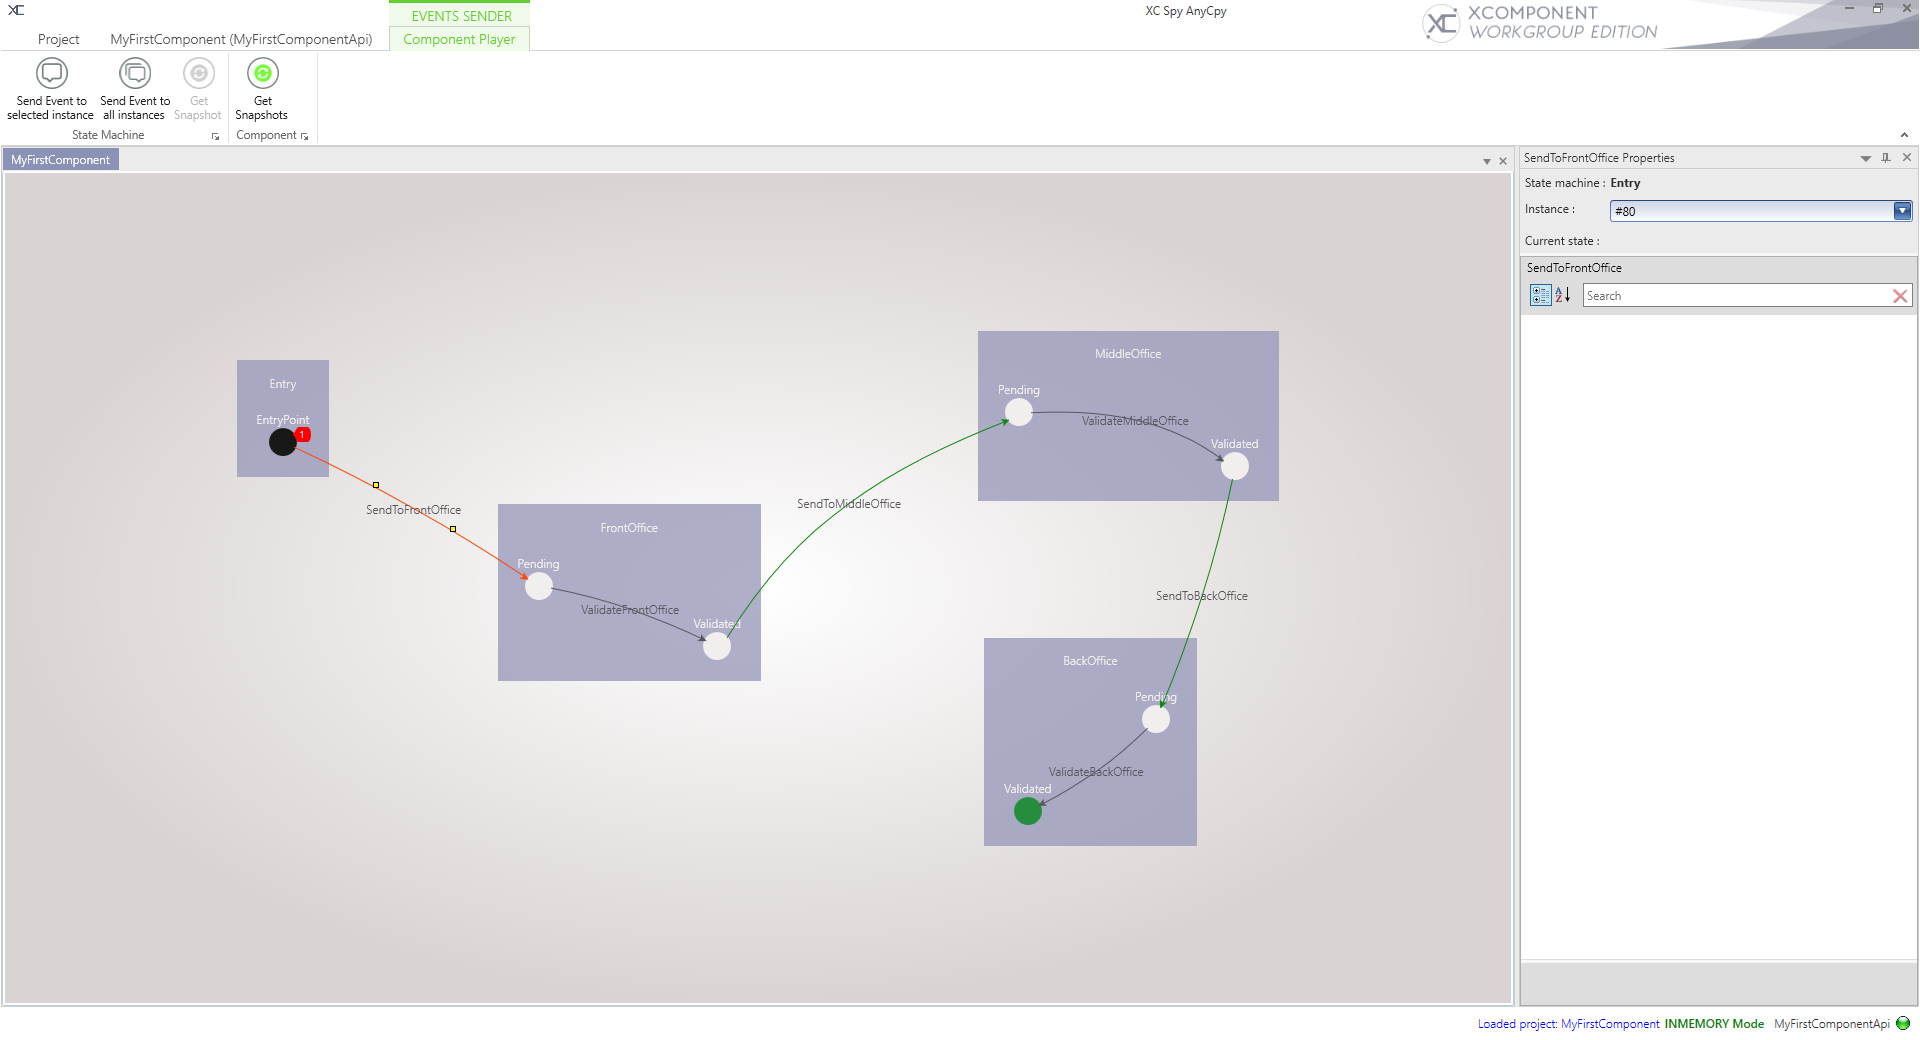 XC
XC Spy AnyCpy
XC
XCOMPONENT
WORKGROUP EDITION
EVENTS SENDER
Project
MyFirstComponent (MyFirstComponentApi)
Component Player
Send Event to
selected instance
Send Event to
all instances
Get
Snapshot
Get
Snapshots
State Machine
Component
MyFirstComponent
SendToFrontOffice Properties
State machine : Entry
Instance :
#80
Current state :
SendToFrontOffice
A
Z
Search
Entry
EntryPoint
1
SendToFrontOffice
FrontOffice
Pending
ValidateFrontOffice
Validated
SendToMiddleOffice
MiddleOffice
Pending
ValidateMiddleOffice
Validated
SendToBackOffice
BackOffice
Pending
ValidateBackOffice
Validated
Loaded project: MyFirstComponent
INMEMORY Mode
MyFirstComponentApi